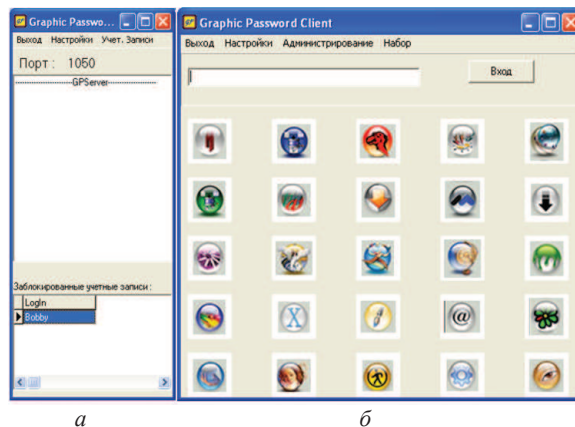 Graphic Passwo...
Выход Настройки Учет. Записи
Порт : 1050
GPServer
Заблокированные учетные записи :
LogIn
Bobby
а
Graphic Password Client
Выход Настройки Администрирование Набор
Вход
X
@
б